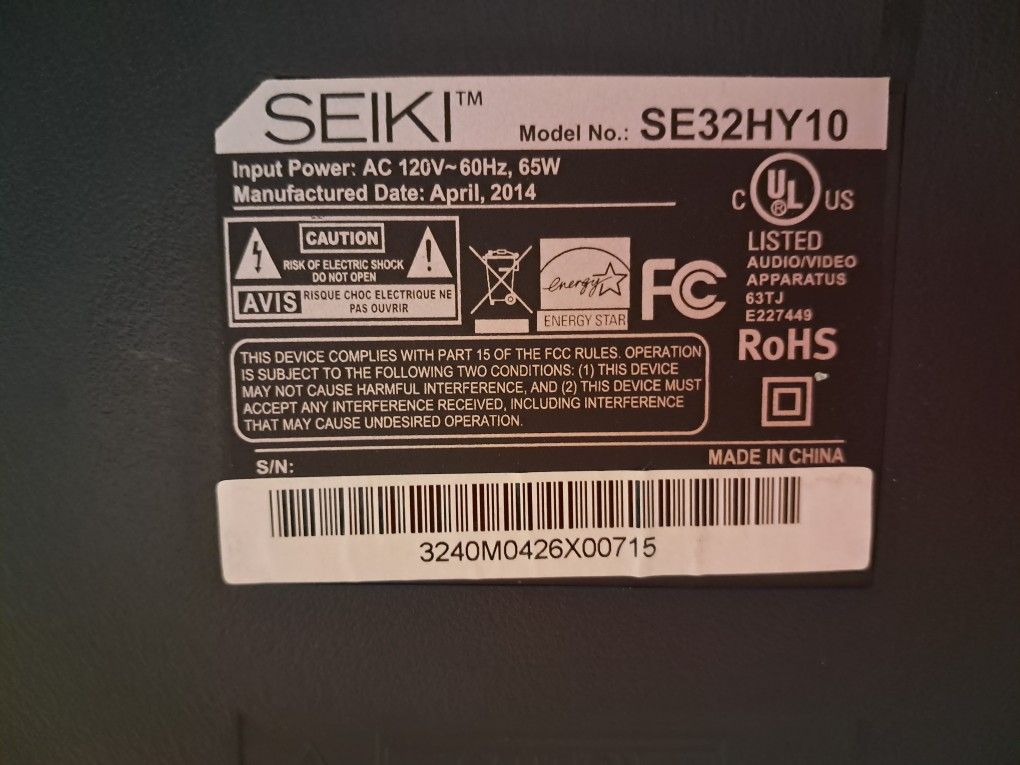 SEIKI™ Model No.: SE32HY10
Input Power: AC 120V~60Hz, 65W
Manufactured Date: April, 2014
CAUTION
RISK OF ELECTRIC SHOCK
DO NOT OPEN
AVIS RISQUE CHOC ELECTRIQUE NE
PAS OUVRIR
energy
ENERGY STAR
FC
C UL® US
LISTED
AUDIO/VIDEO
APPARATUS
63TJ
E227449
RoHS
THIS DEVICE COMPLIES WITH PART 15 OF THE FCC RULES. OPERATION
IS SUBJECT TO THE FOLLOWING TWO CONDITIONS: (1) THIS DEVICE
MAY NOT CAUSE HARMFUL INTERFERENCE, AND (2) THIS DEVICE MUST
ACCEPT ANY INTERFERENCE RECEIVED, INCLUDING INTERFERENCE
THAT MAY CAUSE UNDESIRED OPERATION.
S/N:
MADE IN CHINA
3240M0426X00715